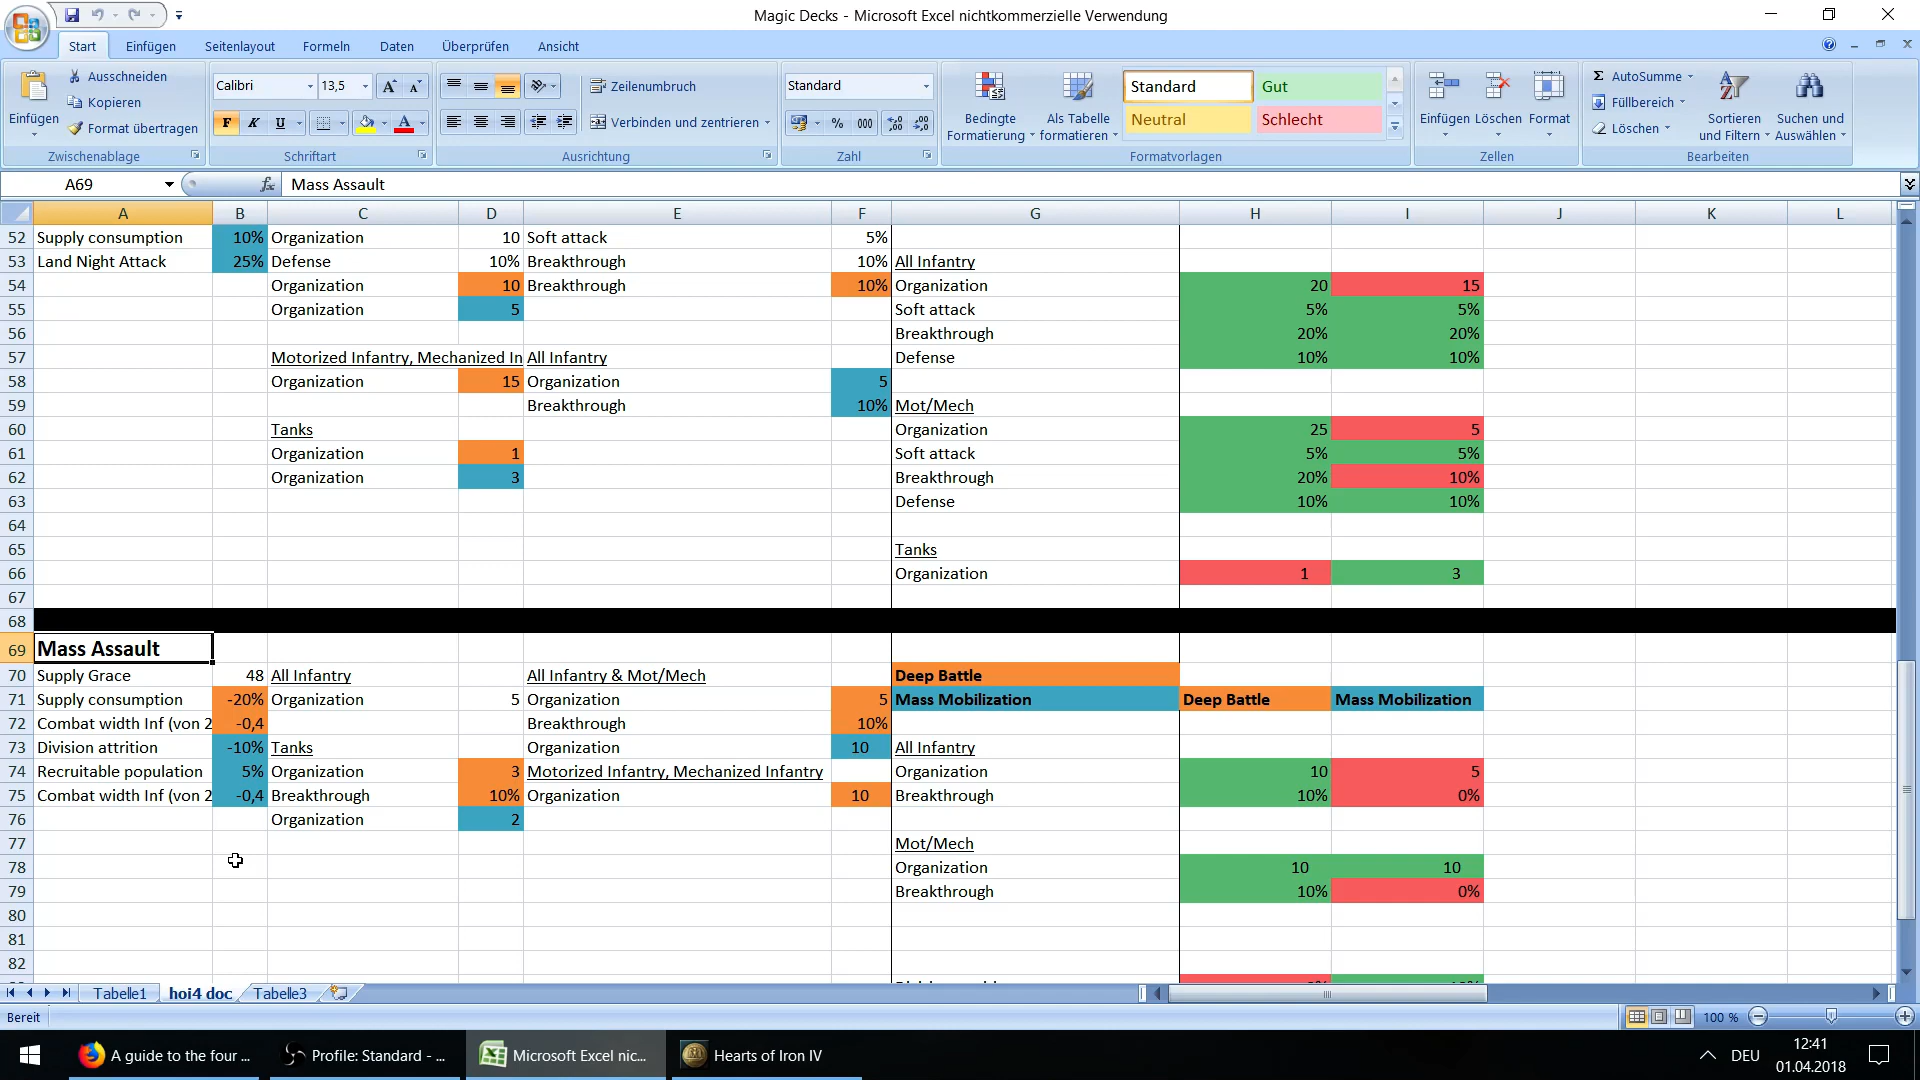 Magic Decks - Microsoft Excel nichtkommerzielle Verwendung
Start Einfügen Seitenlayout Formeln Daten Überprüfen Ansicht
Einfügen
Ausschneiden
Kopieren
Format übertragen
Zwischenablage
Calibri 13,5
F K U
Schriftart
Zeilenumbruch
Verbinden und zentrieren
Ausrichtung
Standard
% 000
Zahl
Bedingte Formatierung
Als Tabelle formatieren
Standard Gut
Neutral Schlecht
Formatvorlagen
Einfügen Löschen Format
Zellen
AutoSumme
Füllbereich
Löschen
Sortieren und Filtern
Suchen und Auswählen
Bearbeiten
A69 fx Mass Assault
A B C D E F G H I J K L
52 Supply consumption 10% Organization 10 Soft attack 5%
53 Land Night Attack 25% Defense 10% Breakthrough 10% All Infantry
54 Organization 10 Breakthrough 10% Organization 20 15
55 Organization 5 Soft attack 5% 5%
56 Breakthrough 20% 20%
57 Motorized Infantry, Mechanized In All Infantry Defense 10% 10%
58 Organization 15 Organization 5
59 Breakthrough 10% Mot/Mech
60 Tanks Organization 25 5
61 Organization 1 Soft attack 5% 5%
62 Organization 3 Breakthrough 20% 10%
63 Defense 10% 10%
64
65 Tanks
66 Organization 1 3
67
68
69 Mass Assault
70 Supply Grace 48 All Infantry All Infantry & Mot/Mech Deep Battle
71 Supply consumption -20% Organization 5 Organization 5 Mass Mobilization Deep Battle Mass Mobilization
72 Combat width Inf (von 2 -0,4 Breakthrough 10%
73 Division attrition -10% Tanks Organization 10 All Infantry
74 Recruitable population 5% Organization 3 Motorized Infantry, Mechanized Infantry Organization 10 5
75 Combat width Inf (von 2 -0,4 Breakthrough 10% Organization 10 Breakthrough 10% 0%
76 Organization 2
77 Mot/Mech
78 Organization 10 10
79 Breakthrough 10% 0%
80
81
82
Tabelle1 hoi4 doc Tabelle3
Bereit 100 %
A guide to the four ... Profile: Standard - ... Microsoft Excel nic... Hearts of Iron IV DEU 12:41
01.04.2018